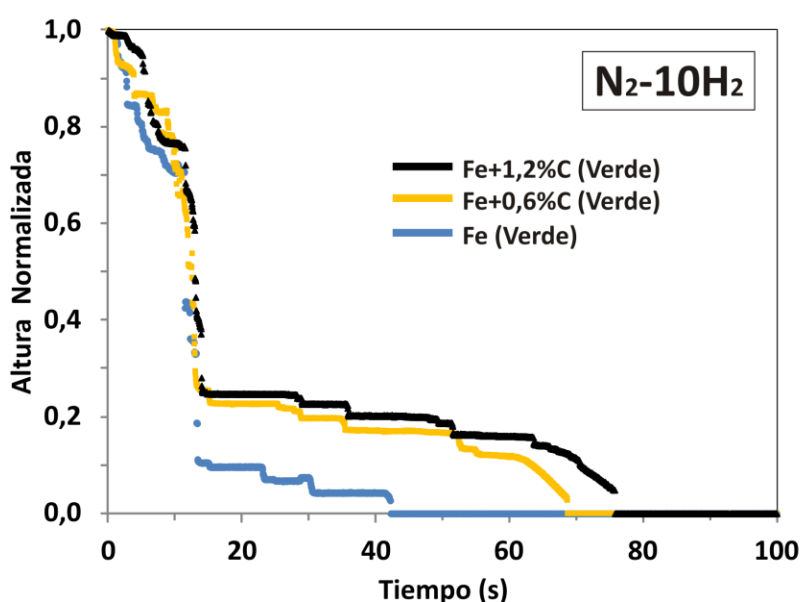 1,0
0,8
0,6
0,4
0,2
0,0
Altura Normalizada
N₂-10H₂
Fe+1,2%C (Verde)
Fe+0,6%C (Verde)
Fe (Verde)
0 20 40 60 80 100
Tiempo (s)